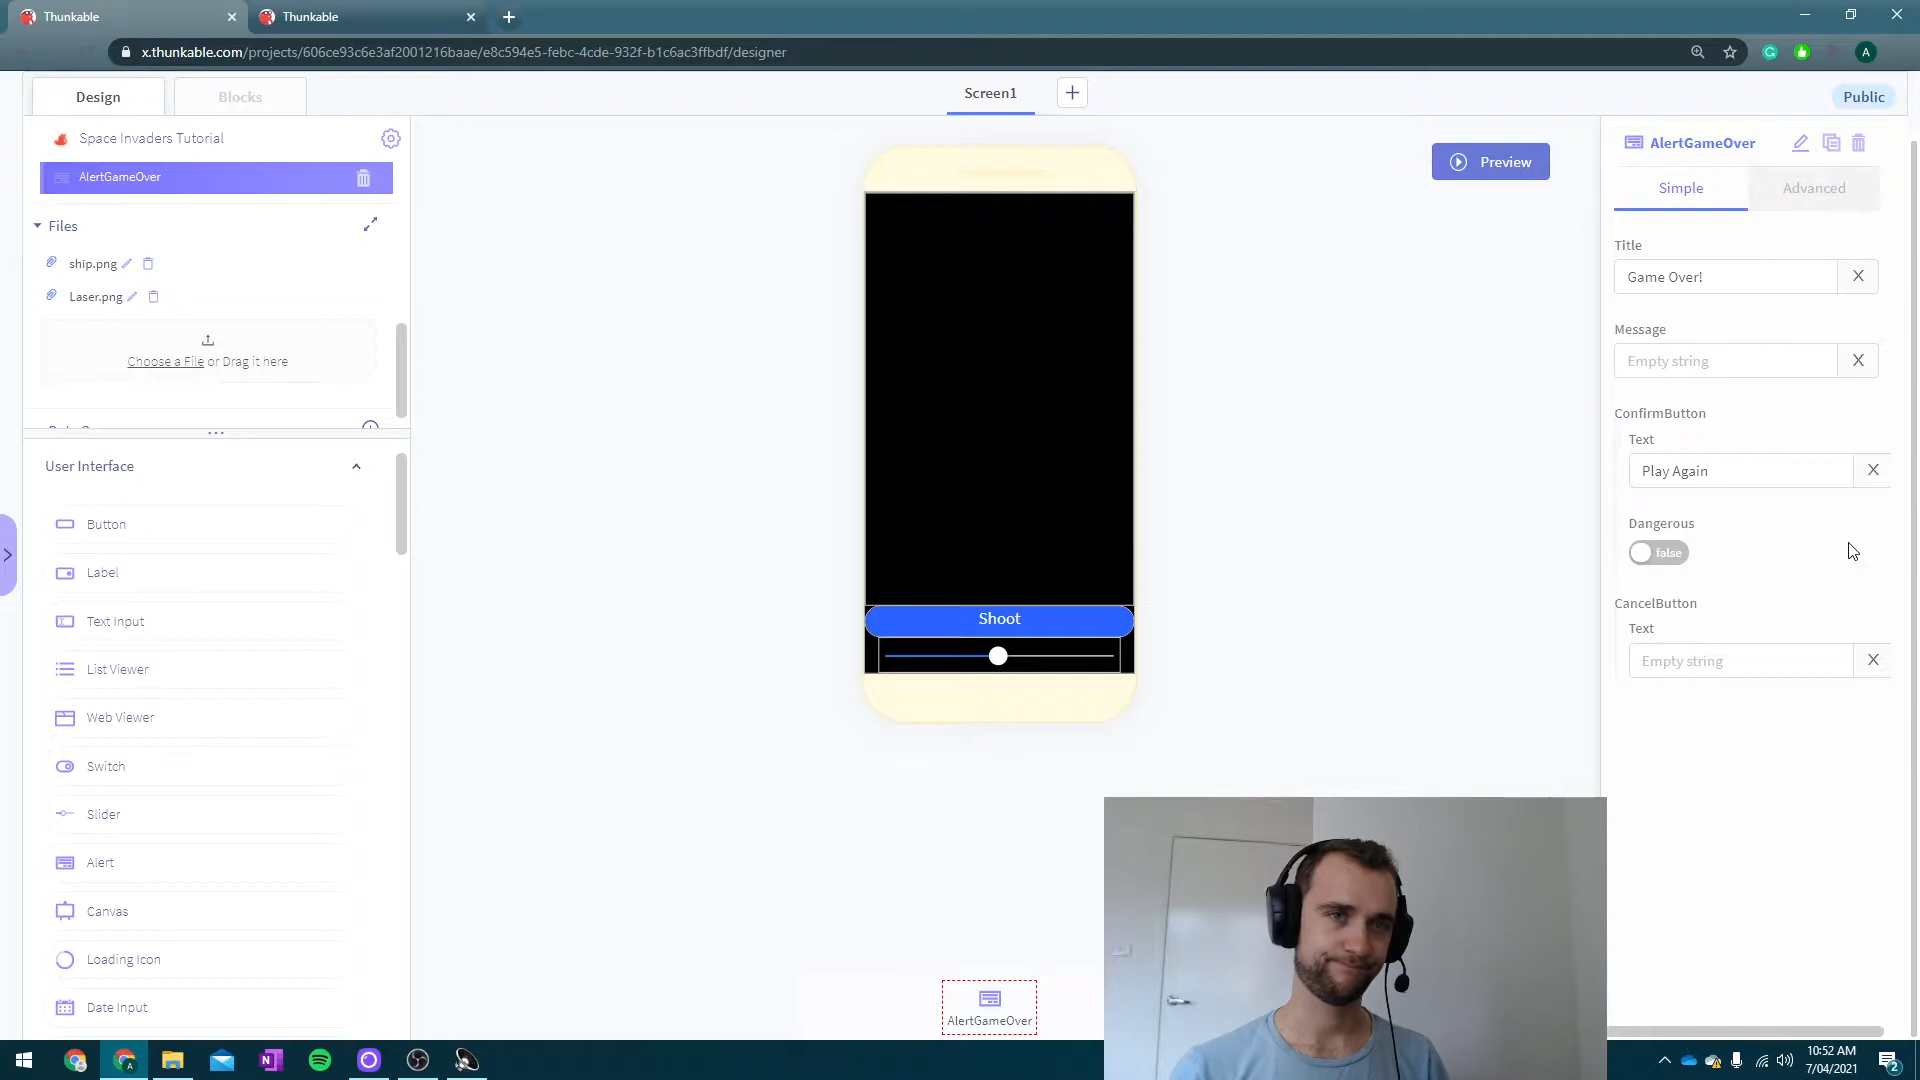 Thunkable
Thunkable
x.thunkable.com/projects/606ce93c6e3af2001216baae/e8c594e5-febc-4cde-932f-b1c6ac3ffbdf/designer
A
Design
Blocks
Screen1
Public
Space Invaders Tutorial
AlertGameOver
Files
ship.png
Laser.png
Choose a File or Drag it here
User Interface
Button
Label
Text Input
List Viewer
Web Viewer
Switch
Slider
Alert
Canvas
Loading Icon
Date Input
Preview
Shoot
AlertGameOver
AlertGameOver
Simple
Advanced
Title
Game Over!
X
Message
Empty string
X
ConfirmButton
Text
Play Again
X
Dangerous
false
CancelButton
Text
Empty string
X
10:52 AM
7/04/2021
2